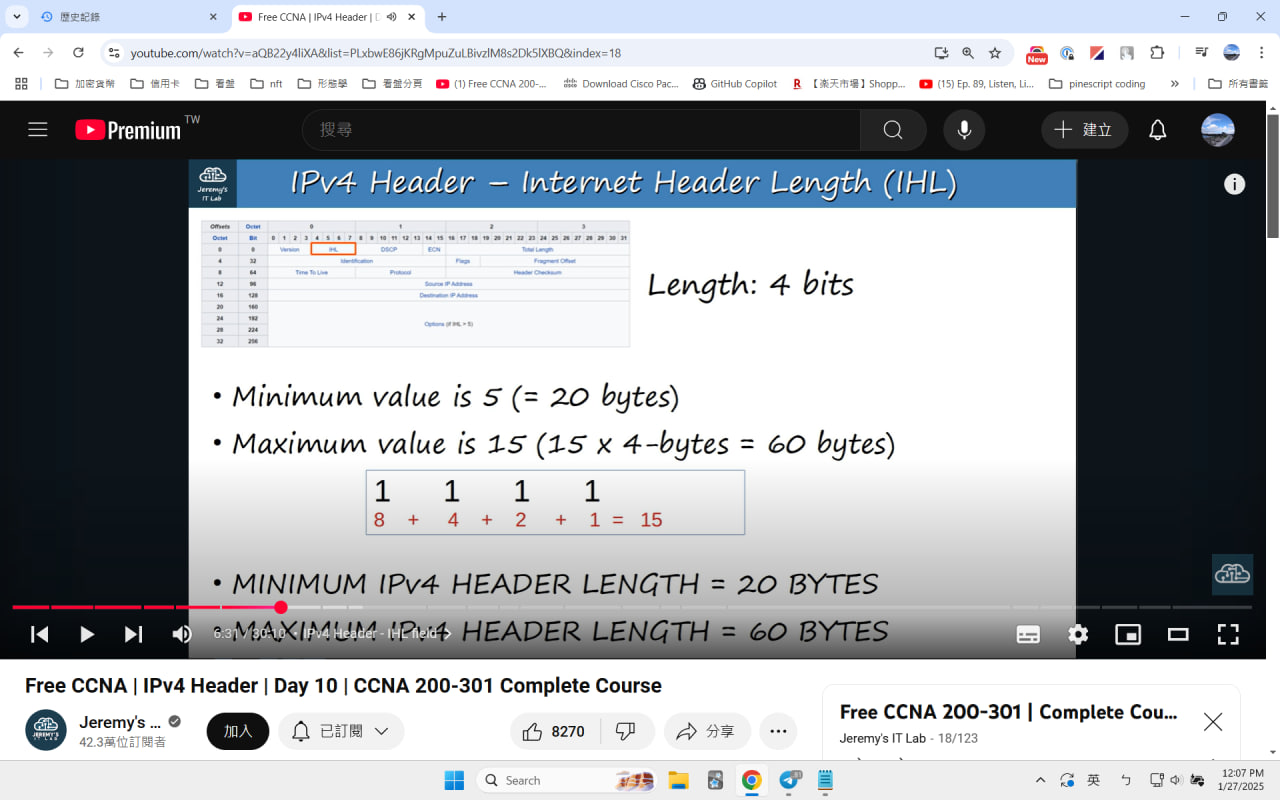 歷史記錄
Free CCNA | IPv4 Header | D
youtube.com/watch?v=aQB22y4liXA&list=PLxbwE86jKRgMpuZuLBivzlM8s2Dk5lXBQ&index=18
New
加密貨幣
信用卡
看盤
nft
形態學
看盤分頁
(1) Free CCNA 200-...
Download Cisco Pac...
GitHub Copilot
【楽天市場】Shopp...
(15) Ep. 89, Listen, Li...
pinescript coding
所有書籤
Premium TW
搜尋
建立
Jeremy's
IT Lab
IPv4 Header – Internet Header Length (IHL)
Offsets Octet 0 1 2 3
Octet Bit 0 1 2 3 4 5 6 7 8 9 10 11 12 13 14 15 16 17 18 19 20 21 22 23 24 25 26 27 28 29 30 31
0 0 Version IHL DSCP ECN Total Length
4 32 Identification Flags Fragment Offset
8 64 Time To Live Protocol Header Checksum
12 96 Source IP Address
16 128 Destination IP Address
20 160
24 192
Options (if IHL > 5)
28 224
32 256
Length: 4 bits
• Minimum value is 5 (= 20 bytes)
• Maximum value is 15 (15 x 4-bytes = 60 bytes)
1 1 1 1
8 + 4 + 2 + 1 = 15
• MINIMUM IPv4 HEADER LENGTH = 20 BYTES
• MAXIMUM IPv4 HEADER LENGTH = 60 BYTES
6:31 / 30:10 • IPv4 Header - IHL field
Free CCNA | IPv4 Header | Day 10 | CCNA 200-301 Complete Course
JEREMY'S
IT LAB
Jeremy's ...
42.3萬位訂閱者
加入
已訂閱
8270
分享
Free CCNA 200-301 | Complete Cou...
Jeremy's IT Lab - 18/123
Search
英
12:07 PM
1/27/2025